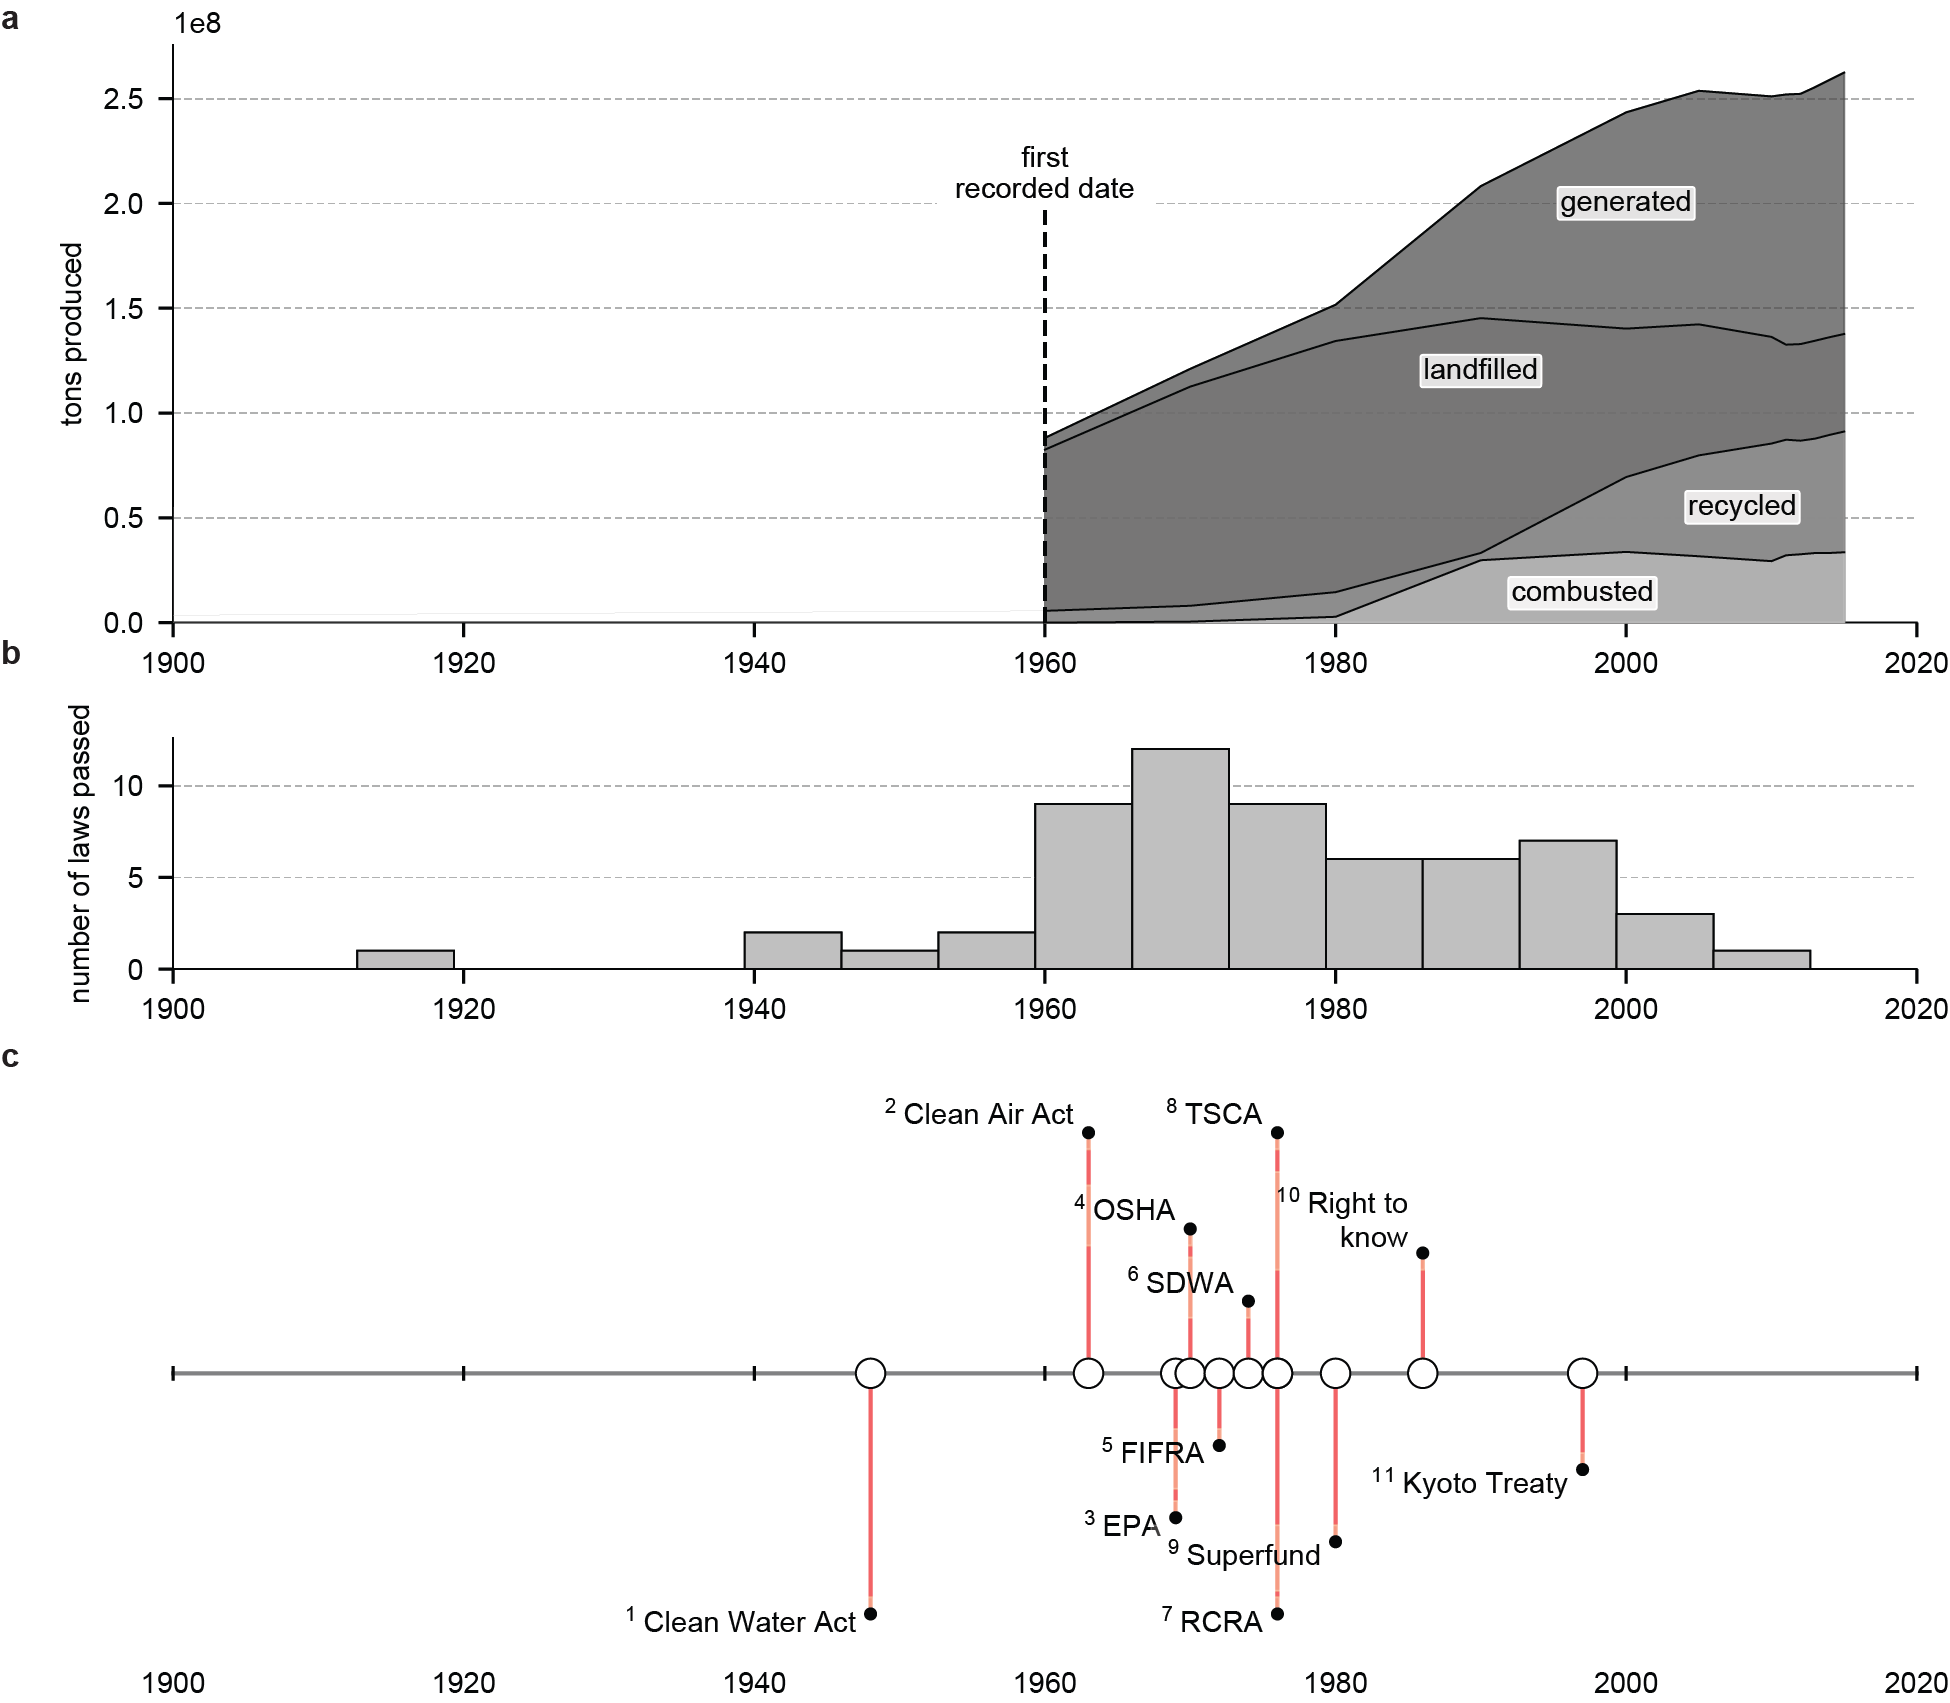 a
1e8
2.5
2.0
1.5
1.0
0.5
0.0
tons produced
first
recorded date
generated
landfilled
recycled
combusted
1900 1920 1940 1960 1980 2000 2020
b
10
5
0
number of laws passed
1900 1920 1940 1960 1980 2000 2020
c
2 Clean Air Act
8 TSCA
4 OSHA
10 Right to
know
6 SDWA
5 FIFRA
11 Kyoto Treaty
3 EPA
9 Superfund
1 Clean Water Act
7 RCRA
1900 1920 1940 1960 1980 2000 2020